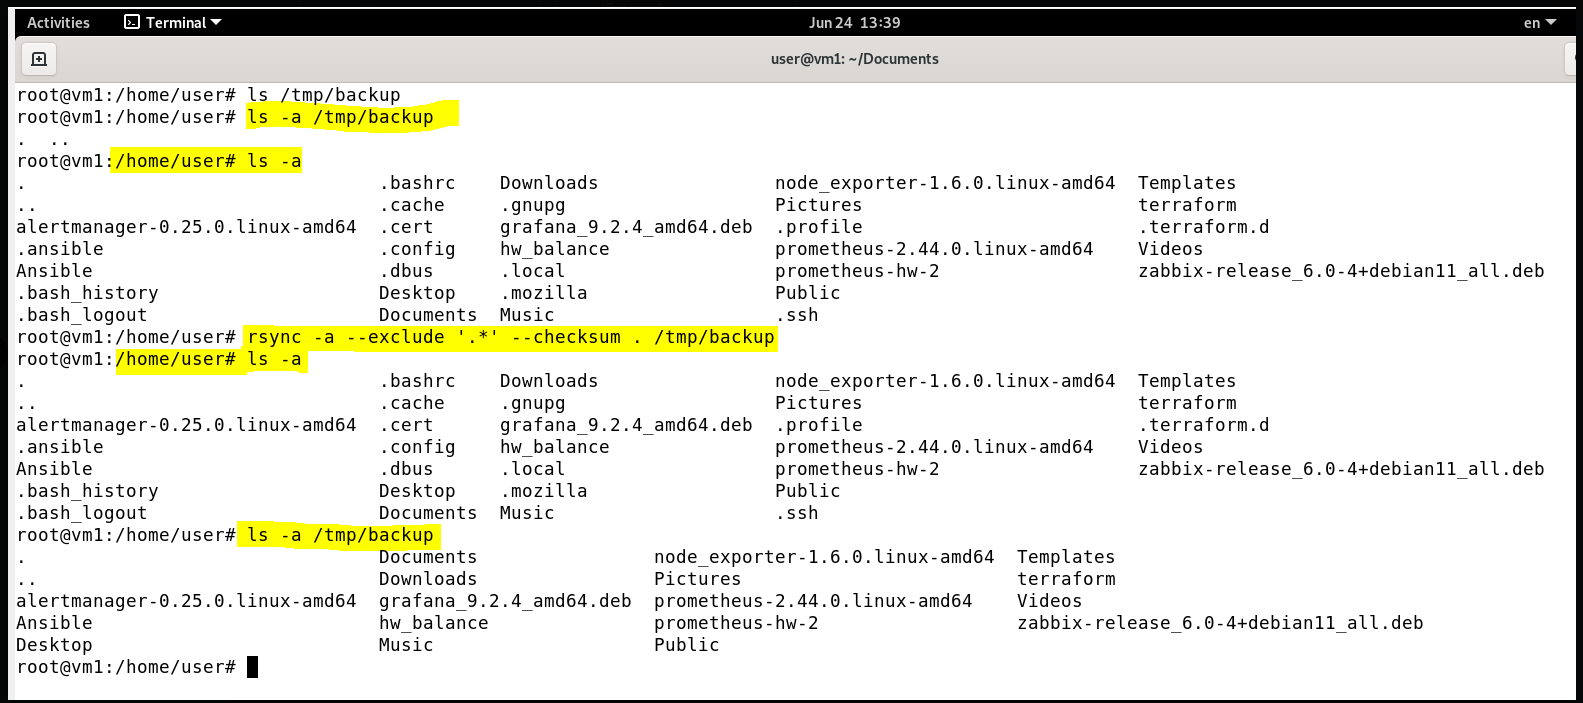 Activities Terminal Jun 24 13:39 en
user@vm1: ~/Documents
root@vm1:/home/user# ls /tmp/backup
root@vm1:/home/user# ls -a /tmp/backup
. ..
root@vm1:/home/user# ls -a
. .bashrc Downloads node_exporter-1.6.0.linux-amd64 Templates
.. .cache .gnupg Pictures terraform
alertmanager-0.25.0.linux-amd64 .cert grafana_9.2.4_amd64.deb .profile .terraform.d
.ansible .config hw_balance prometheus-2.44.0.linux-amd64 Videos
Ansible .dbus .local prometheus-hw-2 zabbix-release_6.0-4+debian11_all.deb
.bash_history Desktop .mozilla Public
.bash_logout Documents Music .ssh
root@vm1:/home/user# rsync -a --exclude '.*' --checksum . /tmp/backup
root@vm1:/home/user# ls -a
. .bashrc Downloads node_exporter-1.6.0.linux-amd64 Templates
.. .cache .gnupg Pictures terraform
alertmanager-0.25.0.linux-amd64 .cert grafana_9.2.4_amd64.deb .profile .terraform.d
.ansible .config hw_balance prometheus-2.44.0.linux-amd64 Videos
Ansible .dbus .local prometheus-hw-2 zabbix-release_6.0-4+debian11_all.deb
.bash_history Desktop .mozilla Public
.bash_logout Documents Music .ssh
root@vm1:/home/user# ls -a /tmp/backup
. Documents node_exporter-1.6.0.linux-amd64 Templates
.. Downloads Pictures terraform
alertmanager-0.25.0.linux-amd64 grafana_9.2.4_amd64.deb prometheus-2.44.0.linux-amd64 Videos
Ansible hw_balance prometheus-hw-2 zabbix-release_6.0-4+debian11_all.deb
Desktop Music Public
root@vm1:/home/user#